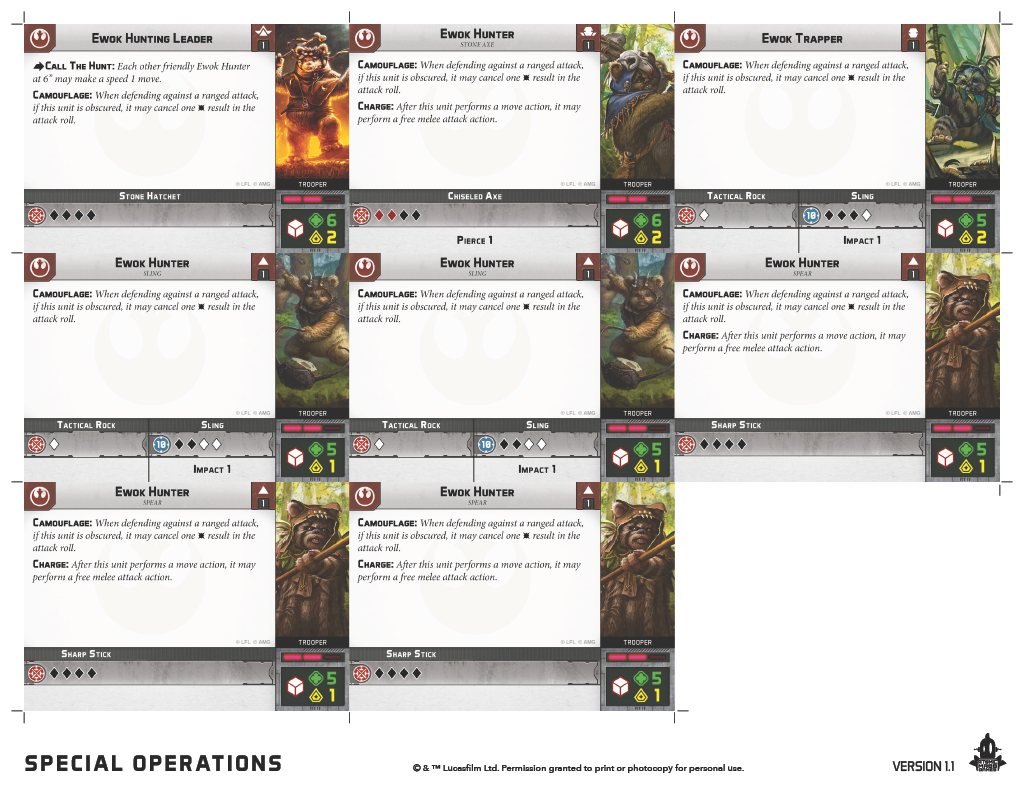 Ewok Hunting Leader
1
Call The Hunt: Each other friendly Ewok Hunter
at 6" may make a speed 1 move.
Camouflage: When defending against a ranged attack,
if this unit is obscured, it may cancel one result in the
attack roll.
© LFL © AMG
TROOPER
Stone Hatchet
6
2
Ewok Hunter
STONE AXE
1
Camouflage: When defending against a ranged attack,
if this unit is obscured, it may cancel one result in the
attack roll.
Charge: After this unit performs a move action, it may
perform a free melee attack action.
© LFL © AMG
TROOPER
Chiseled Axe
Pierce 1
6
2
Ewok Trapper
1
Camouflage: When defending against a ranged attack,
if this unit is obscured, it may cancel one result in the
attack roll.
© LFL © AMG
TROOPER
Tactical Rock
Sling
10
Impact 1
5
2
Ewok Hunter
SLING
1
Camouflage: When defending against a ranged attack,
if this unit is obscured, it may cancel one result in the
attack roll.
© LFL © AMG
TROOPER
Tactical Rock
Sling
10
Impact 1
5
1
Ewok Hunter
SLING
1
Camouflage: When defending against a ranged attack,
if this unit is obscured, it may cancel one result in the
attack roll.
© LFL © AMG
TROOPER
Tactical Rock
Sling
10
Impact 1
5
1
Ewok Hunter
SPEAR
1
Camouflage: When defending against a ranged attack,
if this unit is obscured, it may cancel one result in the
attack roll.
Charge: After this unit performs a move action, it may
perform a free melee attack action.
© LFL © AMG
TROOPER
Sharp Stick
5
1
Ewok Hunter
SPEAR
1
Camouflage: When defending against a ranged attack,
if this unit is obscured, it may cancel one result in the
attack roll.
Charge: After this unit performs a move action, it may
perform a free melee attack action.
© LFL © AMG
TROOPER
Sharp Stick
5
1
Ewok Hunter
SPEAR
1
Camouflage: When defending against a ranged attack,
if this unit is obscured, it may cancel one result in the
attack roll.
Charge: After this unit performs a move action, it may
perform a free melee attack action.
© LFL © AMG
TROOPER
Sharp Stick
5
1
SPECIAL OPERATIONS
© & ™ Lucasfilm Ltd. Permission granted to print or photocopy for personal use.
VERSION 1.1